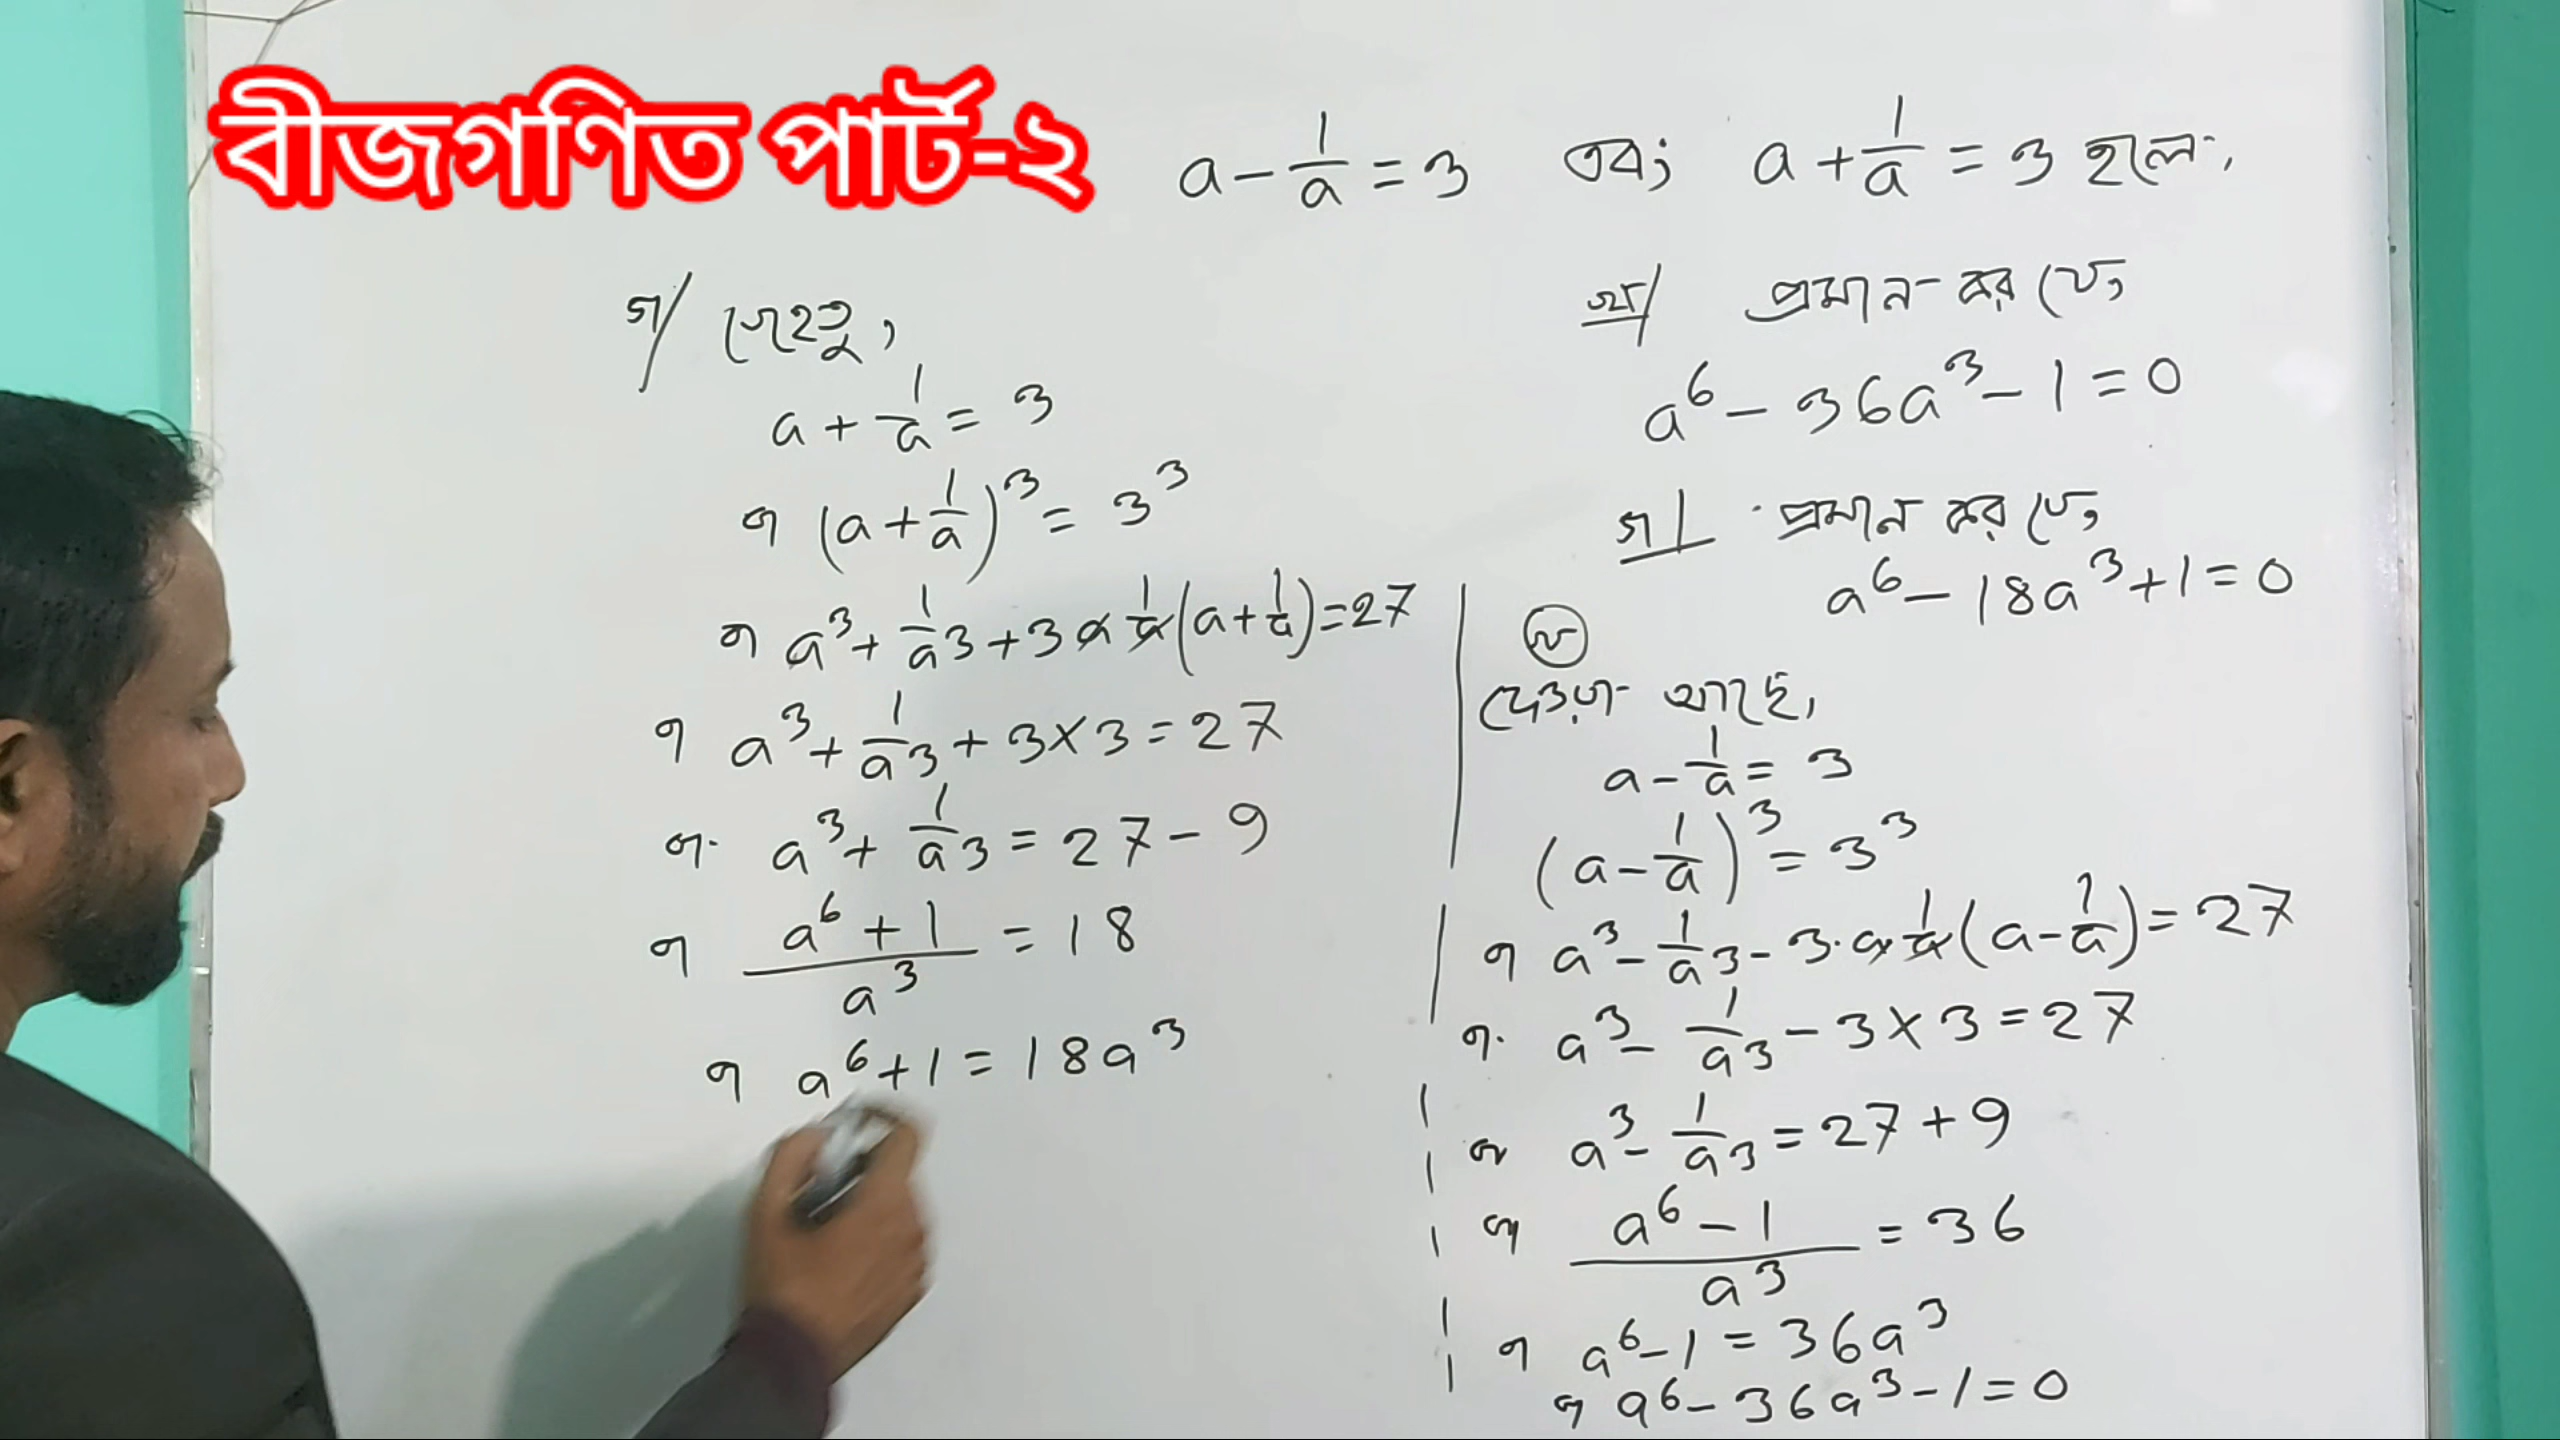 বীজগণিত পার্ট-২
a - 1/a = 3 এবং a + 1/a = 3 হলে,
খ/ প্রমান কর যে,
a⁶ - 36a³ - 1 = 0
গ/ প্রমান কর যে,
a⁶ - 18a³ + 1 = 0
গ/ যেহেতু,
a + 1/a = 3
বা (a + 1/a)³ = 3³
বা a³ + 1/a³ + 3 a 1/a (a + 1/a) = 27
বা a³ + 1/a³ + 3×3 = 27
বা a³ + 1/a³ = 27 - 9
বা (a⁶ + 1)/a³ = 18
বা a⁶ + 1 = 18a³
খ
দেওয়া আছে,
a - 1/a = 3
(a - 1/a)³ = 3³
বা a³ - 1/a³ - 3·a 1/a (a - 1/a) = 27
বা a³ - 1/a³ - 3×3 = 27
বা a³ - 1/a³ = 27 + 9
বা (a⁶ - 1)/a³ = 36
বা a⁶ - 1 = 36a³
বা a⁶ - 36a³ - 1 = 0